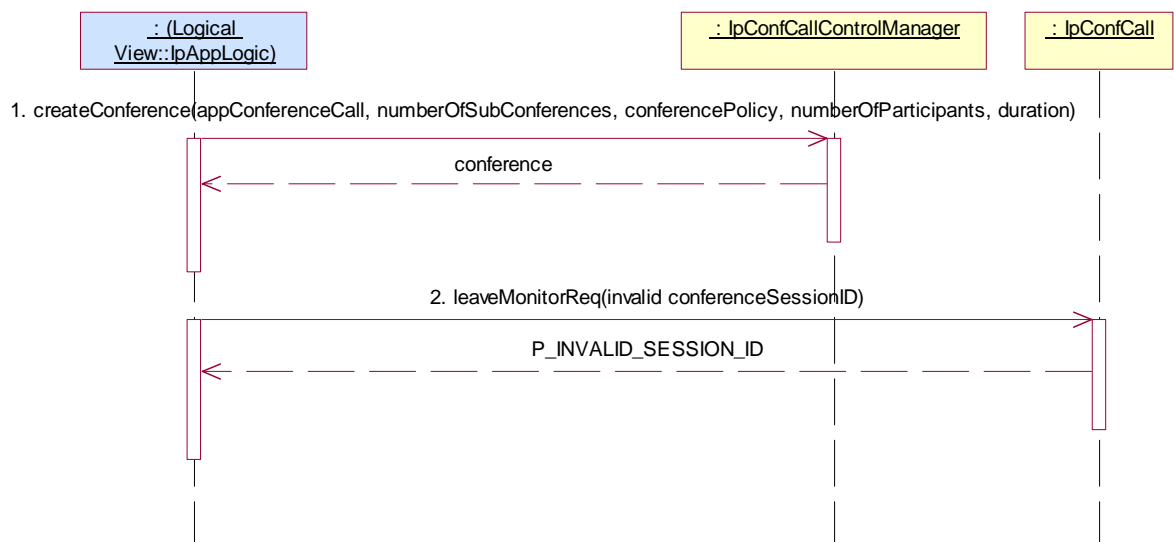 : (Logical
View::IpAppLogic)
: IpConfCallControlManager
: IpConfCall
1. createConference(appConferenceCall, numberOfSubConferences, conferencePolicy, numberOfParticipants, duration)
conference
2. leaveMonitorReq(invalid conferenceSessionID)
P_INVALID_SESSION_ID